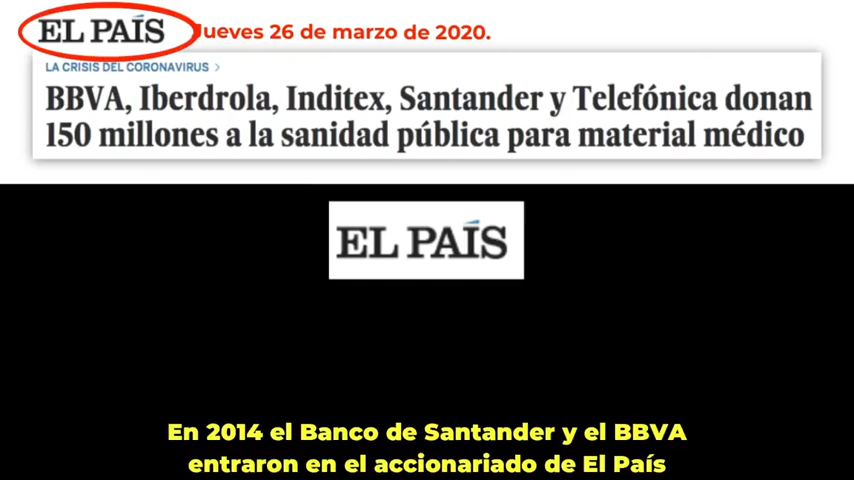 EL PAÍS Jueves 26 de marzo de 2020.
LA CRISIS DEL CORONAVIRUS >
BBVA, Iberdrola, Inditex, Santander y Telefónica donan
150 millones a la sanidad pública para material médico
EL PAÍS
En 2014 el Banco de Santander y el BBVA
entraron en el accionariado de El País